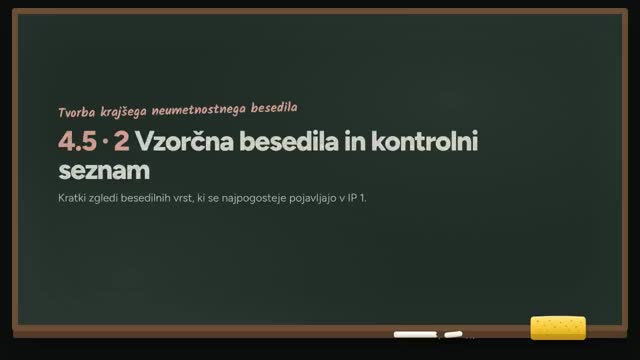 Tvorba krajšega neumetnostnega besedila
4.5 · 2 Vzorčna besedila in kontrolni
seznam
Kratki zgledi besedilnih vrst, ki se najpogosteje pojavljajo v IP 1.